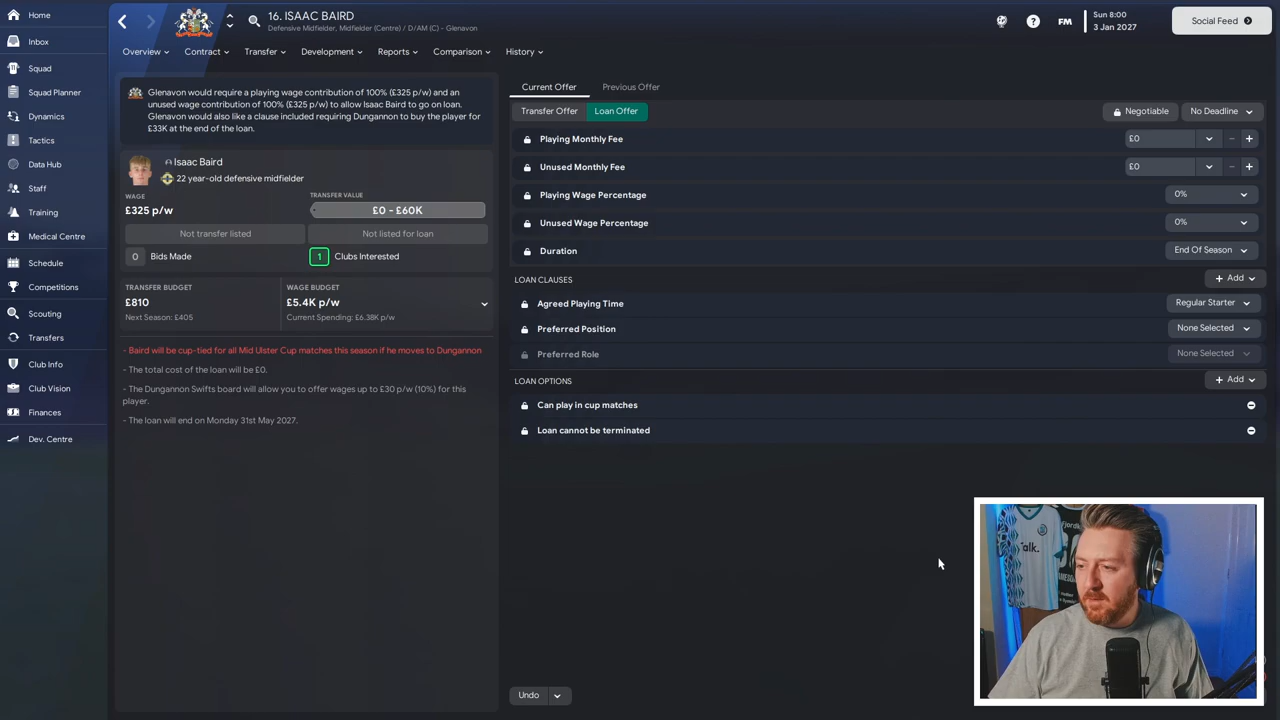 Home
Inbox
Squad
Squad Planner
Dynamics
Tactics
Data Hub
Staff
Training
Medical Centre
Schedule
Competitions
Scouting
Transfers
Club Info
Club Vision
Finances
Dev. Centre
16. ISAAC BAIRD
Defensive Midfielder, Midfielder (Centre) / D/AM (C) - Glenavon
FM
Sun 8:00
3 Jan 2027
Social Feed
Overview Contract Transfer Development Reports Comparison History
Glenavon would require a playing wage contribution of 100% (£325 p/w) and an
unused wage contribution of 100% (£325 p/w) to allow Isaac Baird to go on loan.
Glenavon would also like a clause included requiring Dungannon to buy the player for
£33K at the end of the loan.
Isaac Baird
22 year-old defensive midfielder
WAGE TRANSFER VALUE
£325 p/w £0 - £60K
Not transfer listed Not listed for loan
0 Bids Made 1 Clubs Interested
TRANSFER BUDGET WAGE BUDGET
£810 £5.4K p/w
Next Season: £405 Current Spending: £6.38K p/w
- Baird will be cup-tied for all Mid Ulster Cup matches this season if he moves to Dungannon
- The total cost of the loan will be £0.
- The Dungannon Swifts board will allow you to offer wages up to £30 p/w (10%) for this
player.
- The loan will end on Monday 31st May 2027.
Current Offer Previous Offer
Transfer Offer Loan Offer Negotiable No Deadline
Playing Monthly Fee £0
Unused Monthly Fee £0
Playing Wage Percentage 0%
Unused Wage Percentage 0%
Duration End Of Season
LOAN CLAUSES + Add
Agreed Playing Time Regular Starter
Preferred Position None Selected
Preferred Role None Selected
LOAN OPTIONS + Add
Can play in cup matches
Loan cannot be terminated
Undo
Talk.